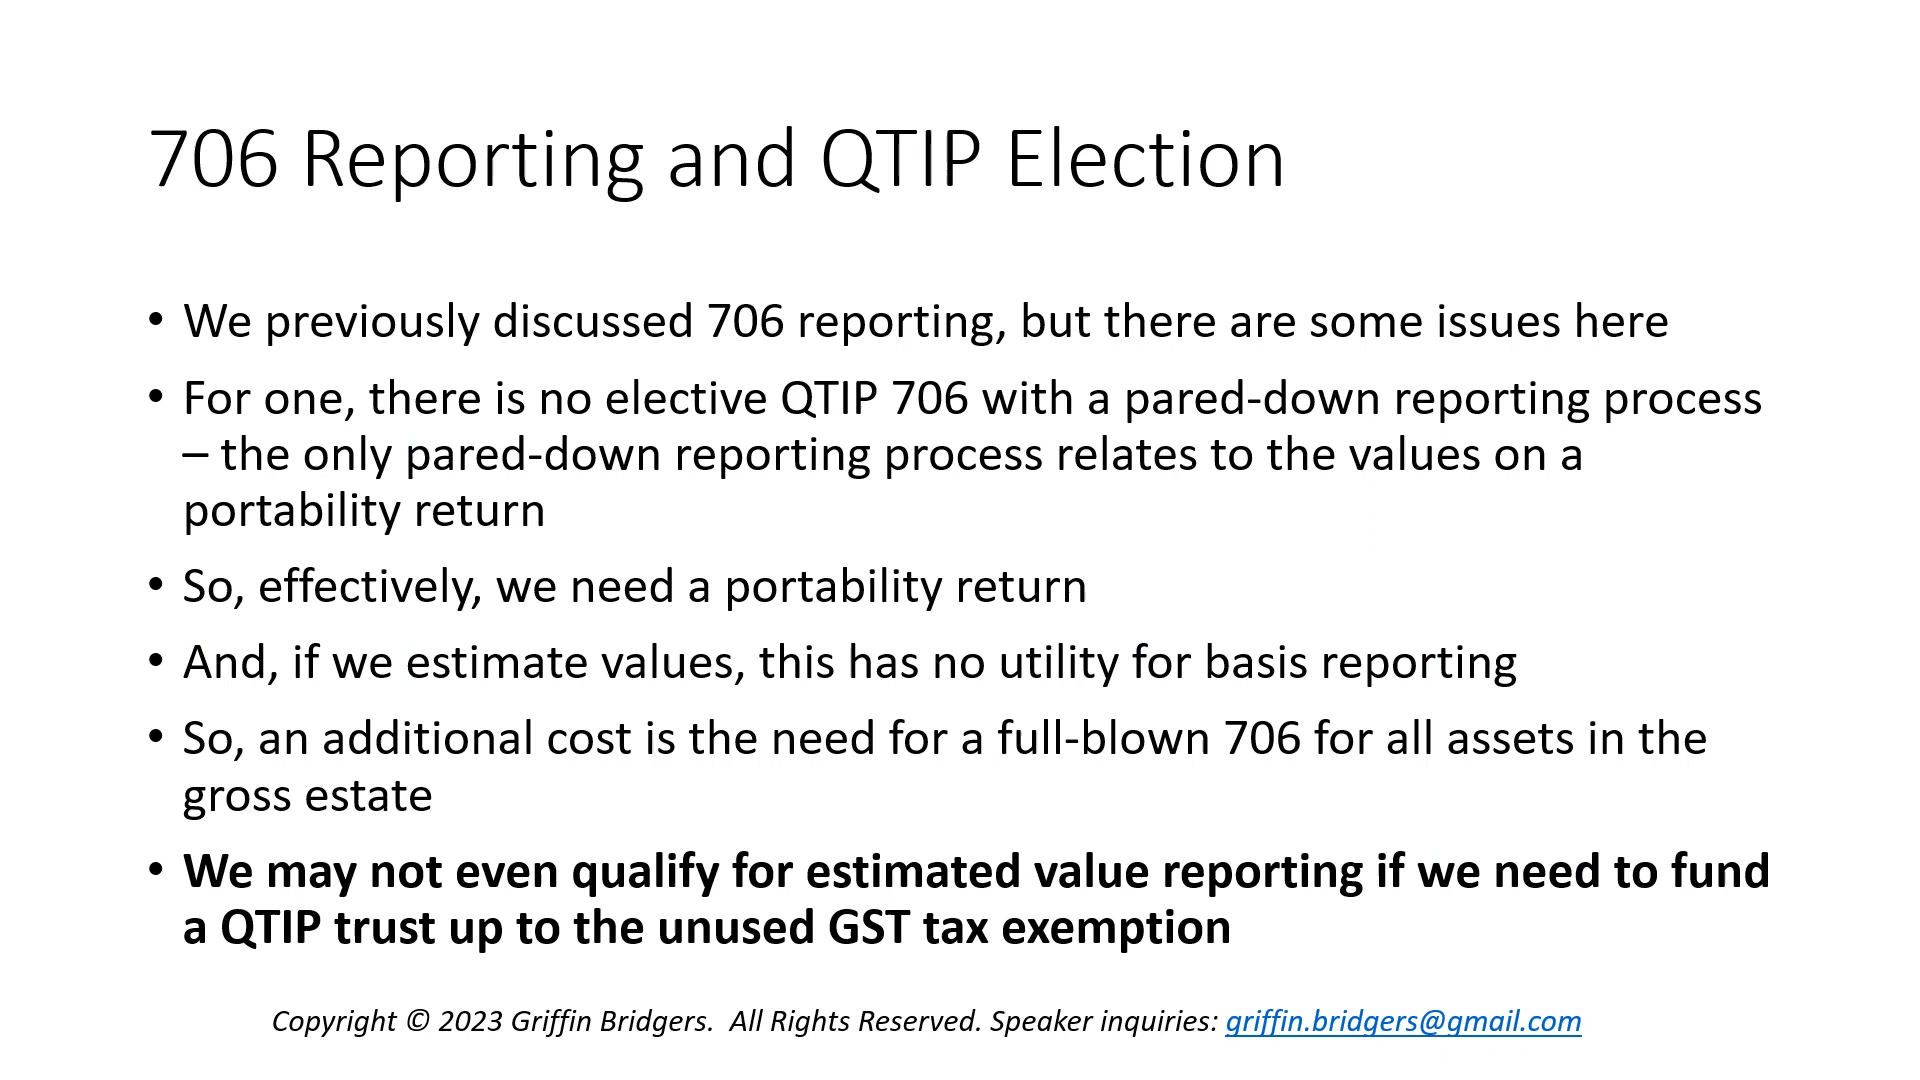 706 Reporting and QTIP Election
• We previously discussed 706 reporting, but there are some issues here
• For one, there is no elective QTIP 706 with a pared-down reporting process
– the only pared-down reporting process relates to the values on a
portability return
• So, effectively, we need a portability return
• And, if we estimate values, this has no utility for basis reporting
• So, an additional cost is the need for a full-blown 706 for all assets in the
gross estate
• We may not even qualify for estimated value reporting if we need to fund
a QTIP trust up to the unused GST tax exemption
Copyright © 2023 Griffin Bridgers.  All Rights Reserved. Speaker inquiries: griffin.bridgers@gmail.com